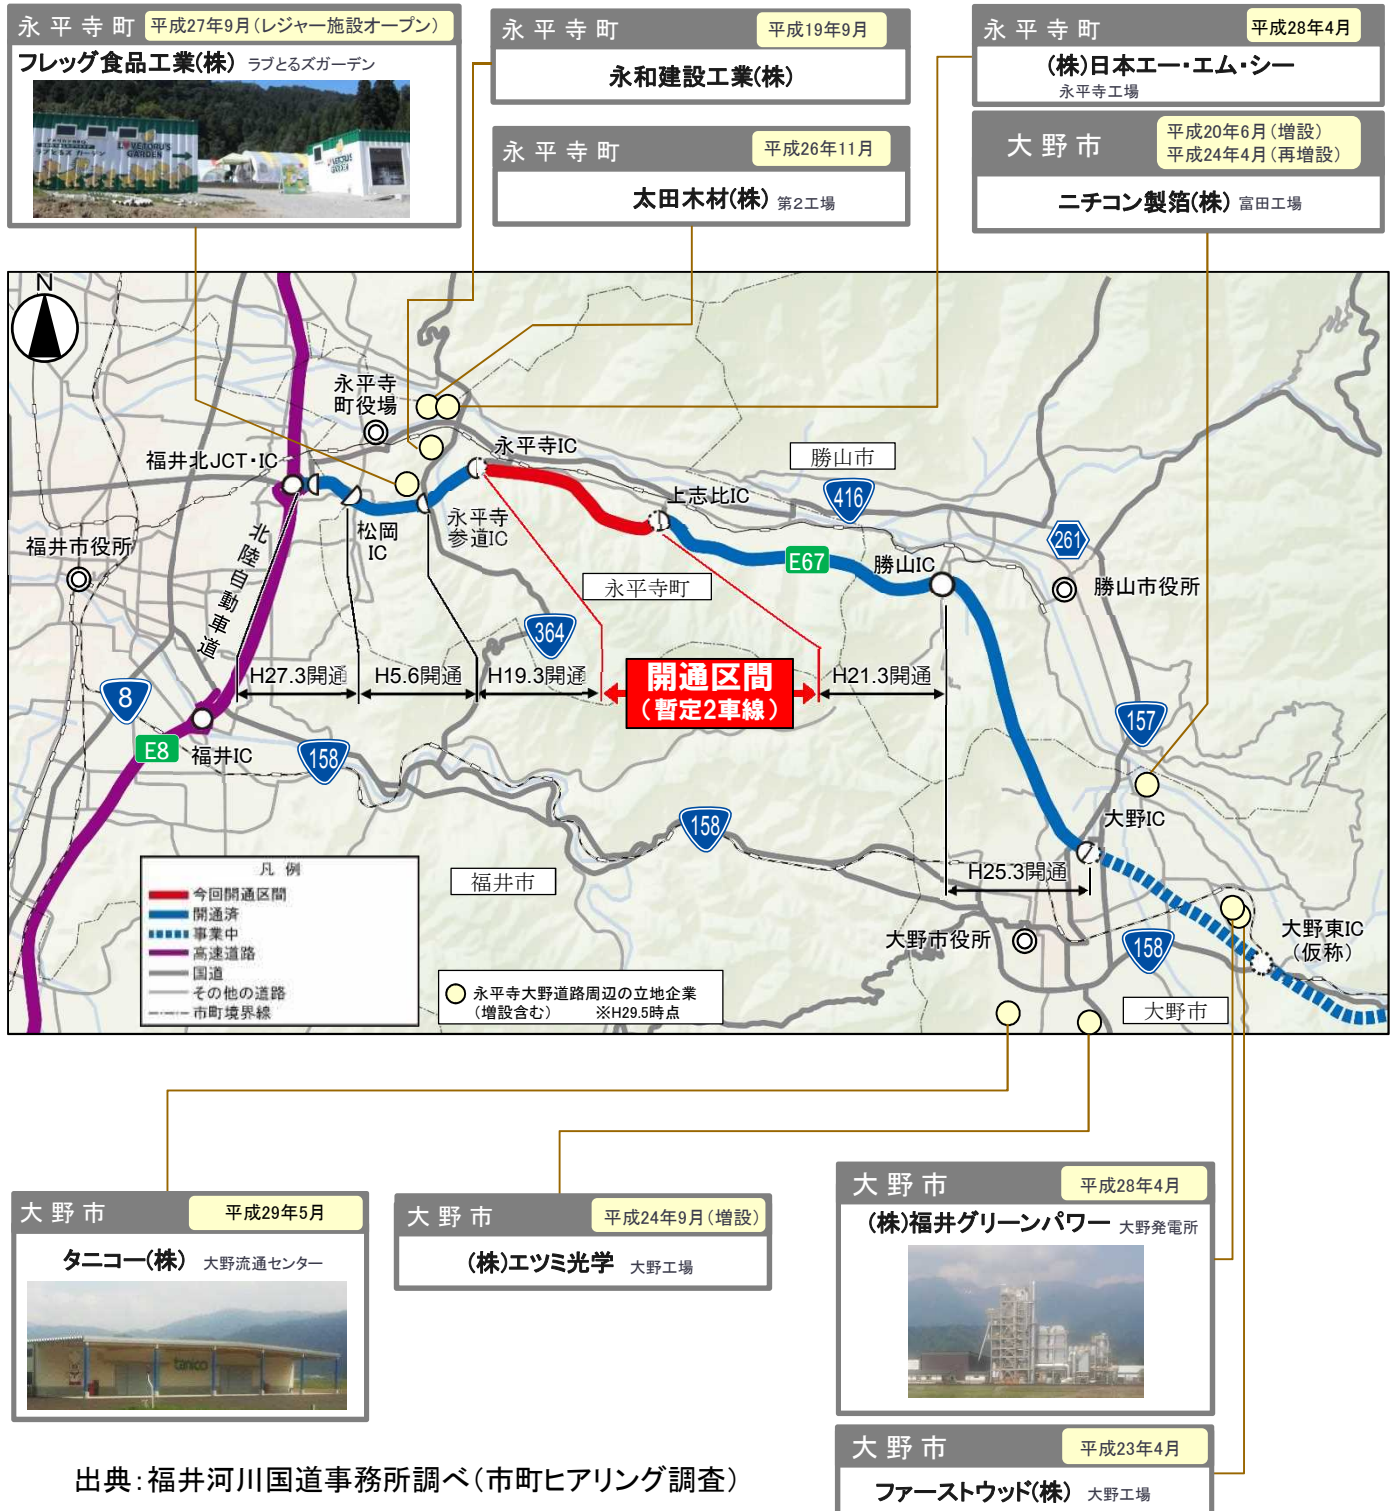 永平寺町 平成27年9月(レジャー施設オープン)
フレッグ食品工業(株) ラブとるズガーデン
ラブとるズ ガーデン
LOVETORU'S
GARDEN
永平寺町 平成19年9月
永和建設工業(株)
永平寺町 平成26年11月
太田木材(株) 第2工場
永平寺町 平成28年4月
(株)日本エー・エム・シー
永平寺工場
大野市 平成20年6月(増設)
平成24年4月(再増設)
ニチコン製箔(株) 富田工場
N
永平寺
町役場
福井北JCT・IC
永平寺IC
勝山市
上志比IC
416
松岡
IC
永平寺
参道IC
北陸自動車道
福井市役所
E67
勝山IC
261
勝山市役所
永平寺町
364
H27.3開通
H5.6開通
H19.3開通
開通区間
(暫定2車線)
H21.3開通
8
E8
福井IC
158
157
158
大野IC
福井市
H25.3開通
大野市役所
158
大野東IC
(仮称)
大野市
凡例
今回開通区間
開通済
事業中
高速道路
国道
その他の道路
市町境界線
永平寺大野道路周辺の立地企業
(増設含む) ※H29.5時点
大野市 平成29年5月
タニコー(株) 大野流通センター
tanico
大野市 平成24年9月(増設)
(株)エツミ光学 大野工場
大野市 平成28年4月
(株)福井グリーンパワー 大野発電所
大野市 平成23年4月
ファーストウッド(株) 大野工場
出典:福井河川国道事務所調べ(市町ヒアリング調査)